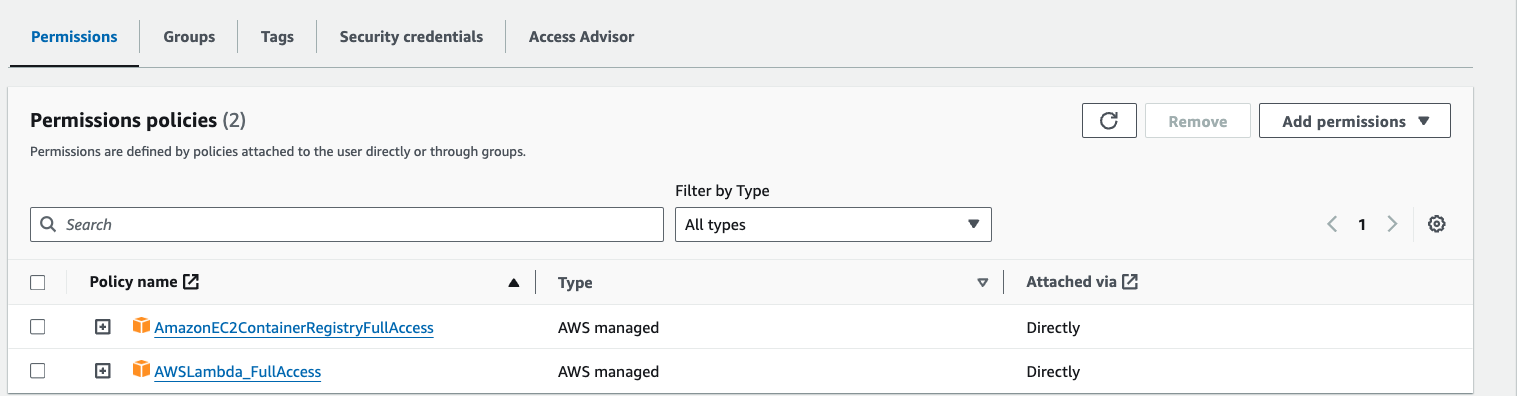 Permissions
Groups
Tags
Security credentials
Access Advisor
Permissions policies (2)
Remove
Add permissions
Permissions are defined by policies attached to the user directly or through groups.
Filter by Type
Search
All types
1
Policy name
Type
Attached via
AmazonEC2ContainerRegistryFullAccess
AWS managed
Directly
AWSLambda_FullAccess
AWS managed
Directly